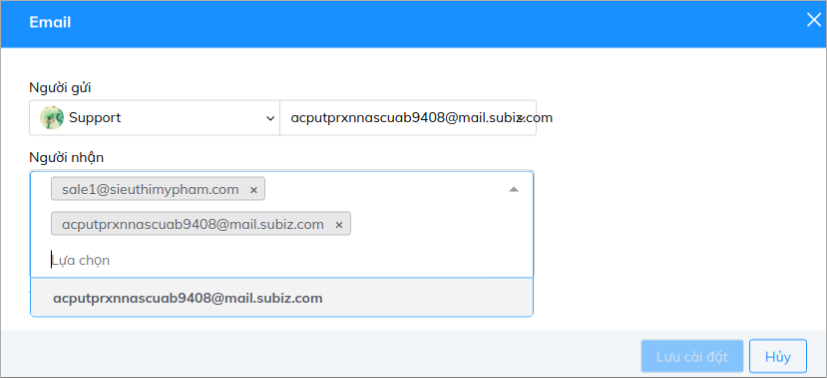 Email
Người gửi
Support acputprxnnascuab9408@mail.subiz.com
Người nhận
sale1@sieuthimypham.com ×
acputprxnnascuab9408@mail.subiz.com ×
Lựa chọn
acputprxnnascuab9408@mail.subiz.com
Lưu cài đặt Hủy